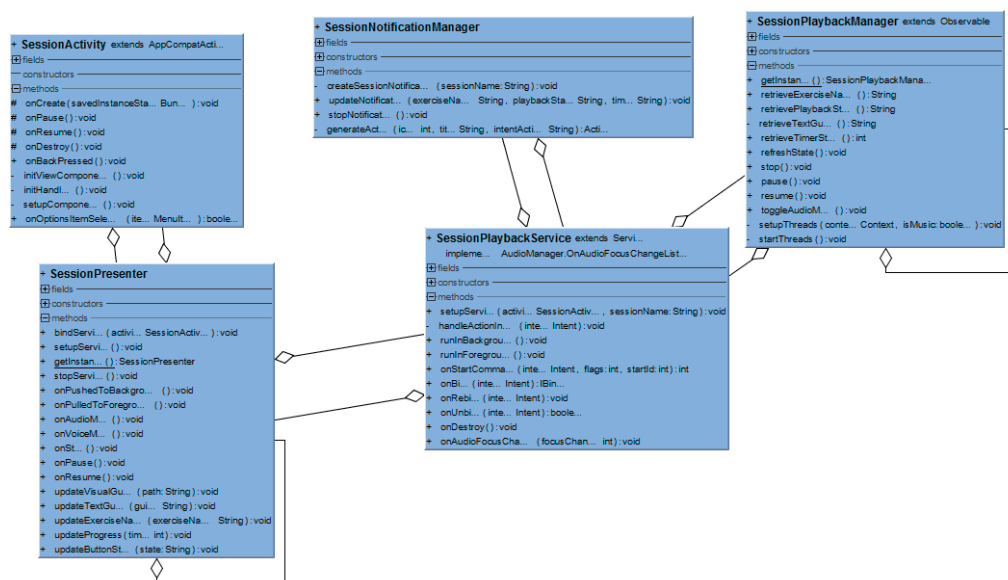 + SessionActivity extends AppCompatActi...
fields
constructors
methods
# onCreate(savedInstanceSta... Bun... ):void
# onPause():void
# onResume():void
# onDestroy():void
+ onBackPressed():void
- initViewCompone... ():void
- initHandl... ():void
- setupCompone... ():void
+ onOptionsItemSele... (ite... MenuIt... ):boole...
+ SessionNotificationManager
fields
constructors
methods
- createSessionNotifica... (sessionName:String):void
+ updateNotificat... (exerciseNa... String, playbackSta... String, tim... String):void
+ stopNotificat... ():void
- generateAct... (ic... int, tit... String, intentActi... String):Acti...
+ SessionPlaybackManager extends Observable
fields
constructors
methods
+ getInstan... ():SessionPlaybackMana...
+ retrieveExerciseNa... ():String
+ retrievePlaybackSt... ():String
- retrieveTextGu... ():String
+ retrieveTimerSt... ():int
+ refreshState():void
+ stop():void
+ pause():void
+ resume():void
+ toggleAudioM... ():void
- setupThreads(conte... Context, isMusic:boole... ):void
- startThreads():void
+ SessionPresenter
fields
constructors
methods
+ bindServi... (activi... SessionActiv... ):void
+ setupServi... ():void
+ getInstan... ():SessionPresenter
+ stopServi... ():void
+ onPushedToBackgro... ():void
+ onPulledToForegro... ():void
+ onAudioM... ():void
+ onVoiceM... ():void
+ onSt... ():void
+ onPause():void
+ onResume():void
+ updateVisualGu... (path:String):void
+ updateTextGu... (gui... String):void
+ updateExerciseNa... (exerciseNa... String):void
+ updateProgress(tim... int):void
+ updateButtonSt... (state:String):void
+ SessionPlaybackService extends Servi...
impleme... AudioManager.OnAudioFocusChangeList...
fields
constructors
methods
+ setupServi... (activi... SessionActiv... , sessionName:String):void
- handleActionIn... (inte... Intent):void
+ runInBackgrou... ():void
+ runInForegrou... ():void
+ onStartComma... (inte... Intent, flags:int, startId:int):int
+ onBi... (inte... Intent):IBin...
+ onRebi... (inte... Intent):void
+ onUnbi... (inte... Intent):boole...
+ onDestroy():void
+ onAudioFocusCha... (focusChan... int):void